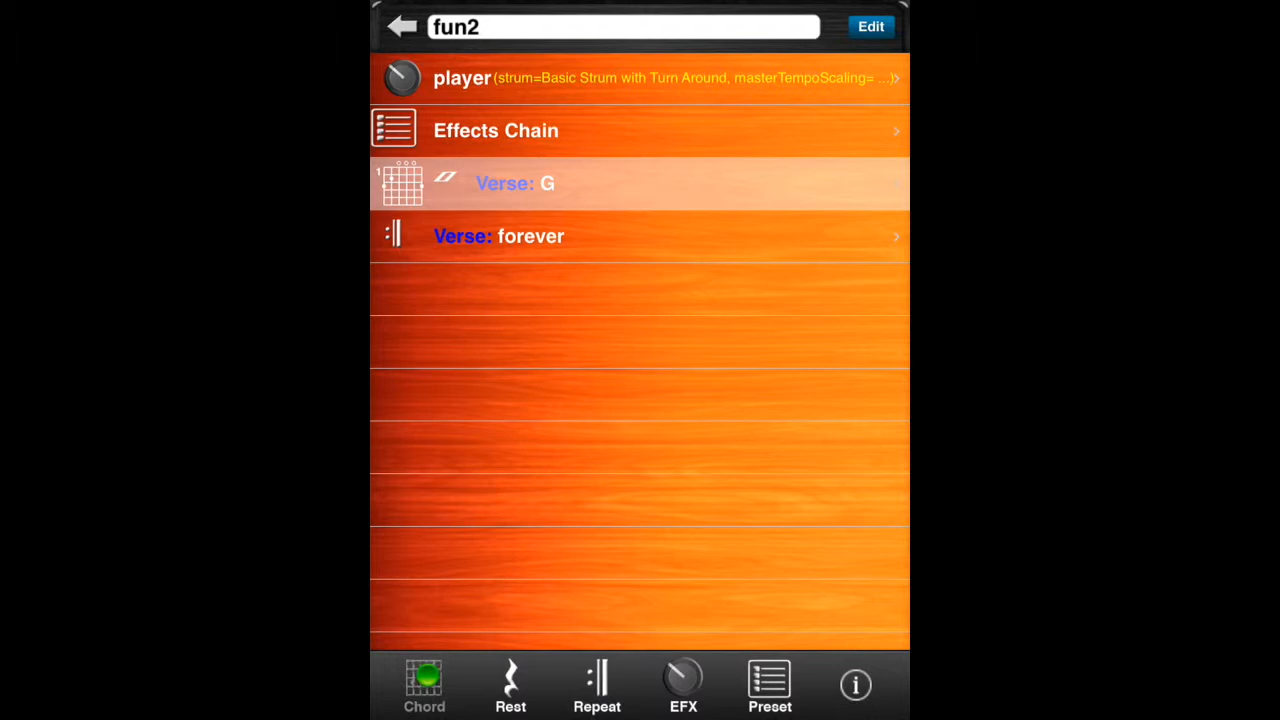 fun2
Edit
player (strum=Basic Strum with Turn Around, masterTempoScaling= ...)
Effects Chain
1
Verse: G
Verse: forever
Chord
Rest
Repeat
EFX
Preset